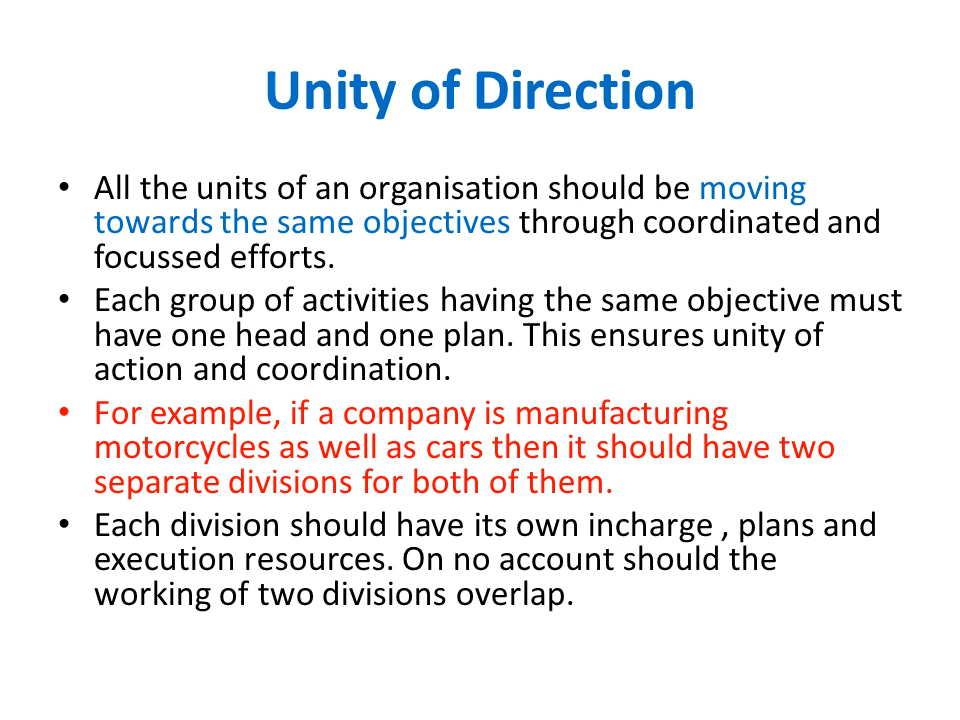 Unity of Direction
• All the units of an organisation should be moving
towards the same objectives through coordinated and
focussed efforts.
• Each group of activities having the same objective must
have one head and one plan. This ensures unity of
action and coordination.
• For example, if a company is manufacturing
motorcycles as well as cars then it should have two
separate divisions for both of them.
• Each division should have its own incharge , plans and
execution resources. On no account should the
working of two divisions overlap.